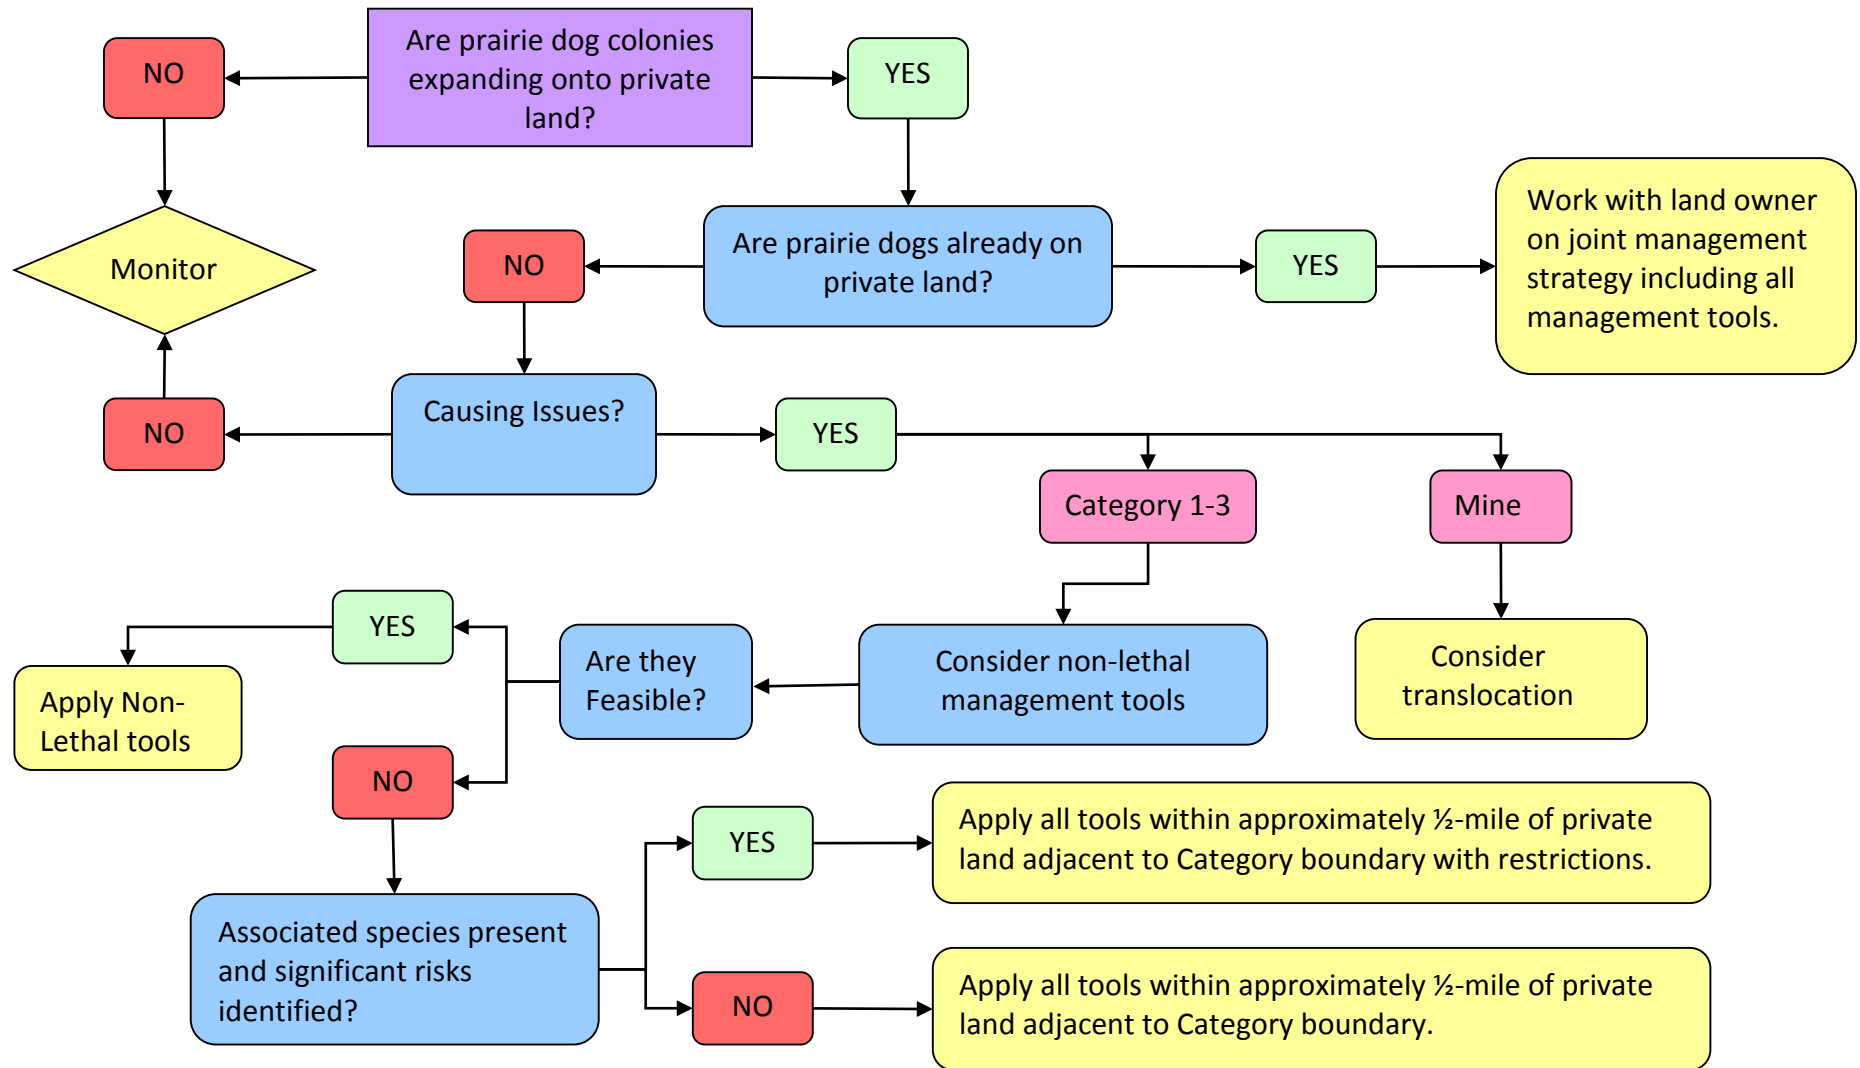 Are prairie dog colonies
expanding onto private
land?
NO
YES
Monitor
Are prairie dogs already on
private land?
NO
YES
Work with land owner
on joint management
strategy including all
management tools.
Causing Issues?
NO
YES
Category 1-3
Mine
Consider
translocation
Consider non-lethal
management tools
Are they
Feasible?
YES
Apply Non-
Lethal tools
NO
Associated species present
and significant risks
identified?
YES
Apply all tools within approximately ½-mile of private
land adjacent to Category boundary with restrictions.
NO
Apply all tools within approximately ½-mile of private
land adjacent to Category boundary.